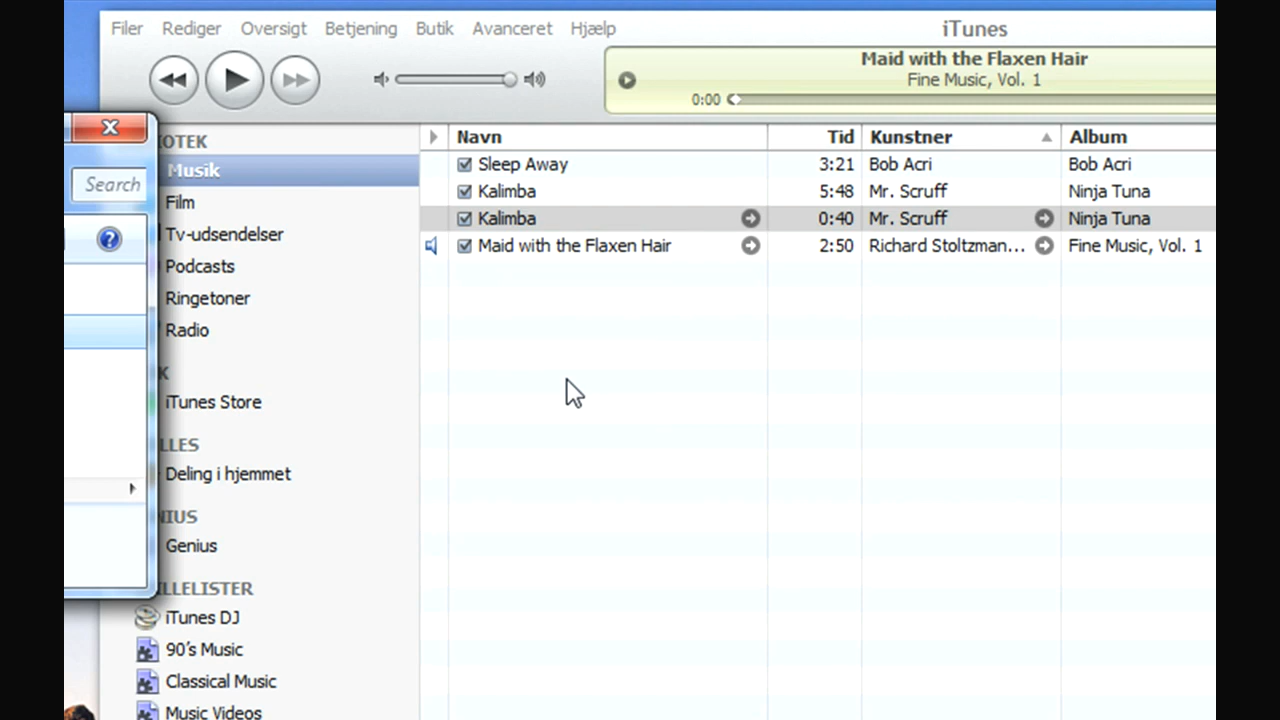 Filer Rediger Oversigt Betjening Butik Avanceret Hjælp
iTunes
Maid with the Flaxen Hair
Fine Music, Vol. 1
0:00
Search
IOTEK
Musik
Film
Tv-udsendelser
Podcasts
Ringetoner
Radio
K
iTunes Store
LLES
Deling i hjemmet
NIUS
Genius
ILLELISTER
iTunes DJ
90's Music
Classical Music
Music Videos
Navn Tid Kunstner Album
Sleep Away 3:21 Bob Acri Bob Acri
Kalimba 5:48 Mr. Scruff Ninja Tuna
Kalimba 0:40 Mr. Scruff Ninja Tuna
Maid with the Flaxen Hair 2:50 Richard Stoltzman... Fine Music, Vol. 1